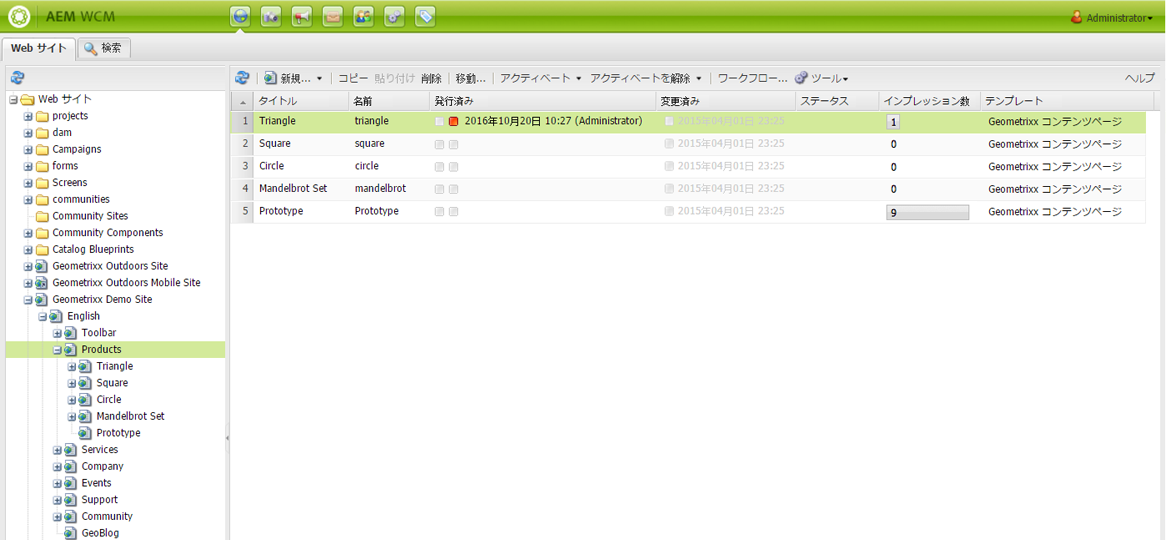 AEM WCM
Administrator
Web サイト 検索
新規... コピー 貼り付け 削除 移動... アクティベート アクティベートを解除 ワークフロー... ツール ヘルプ
タイトル 名前 発行済み 変更済み ステータス インプレッション数 テンプレート
1 Triangle triangle 2016年10月20日 10:27 (Administrator) 2015年04月01日 23:25 1 Geometrixx コンテンツページ
2 Square square 2015年04月01日 23:25 0 Geometrixx コンテンツページ
3 Circle circle 2015年04月01日 23:25 0 Geometrixx コンテンツページ
4 Mandelbrot Set mandelbrot 2015年04月01日 23:25 0 Geometrixx コンテンツページ
5 Prototype Prototype 2015年04月01日 23:25 9 Geometrixx コンテンツページ
Web サイト
projects
dam
Campaigns
forms
Screens
communities
Community Sites
Community Components
Catalog Blueprints
Geometrixx Outdoors Site
Geometrixx Outdoors Mobile Site
Geometrixx Demo Site
English
Toolbar
Products
Triangle
Square
Circle
Mandelbrot Set
Prototype
Services
Company
Events
Support
Community
GeoBlog